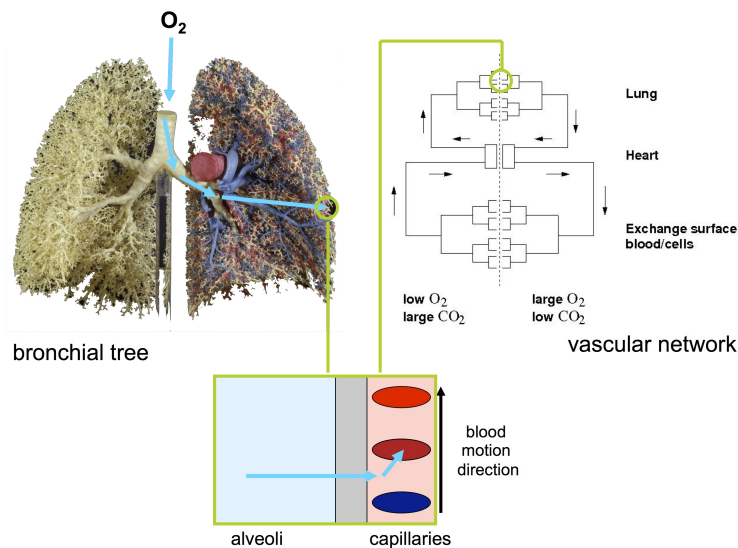 O₂
Lung
Heart
Exchange surface
blood/cells
low O₂
large CO₂
large O₂
low CO₂
bronchial tree
vascular network
blood
motion
direction
alveoli
capillaries